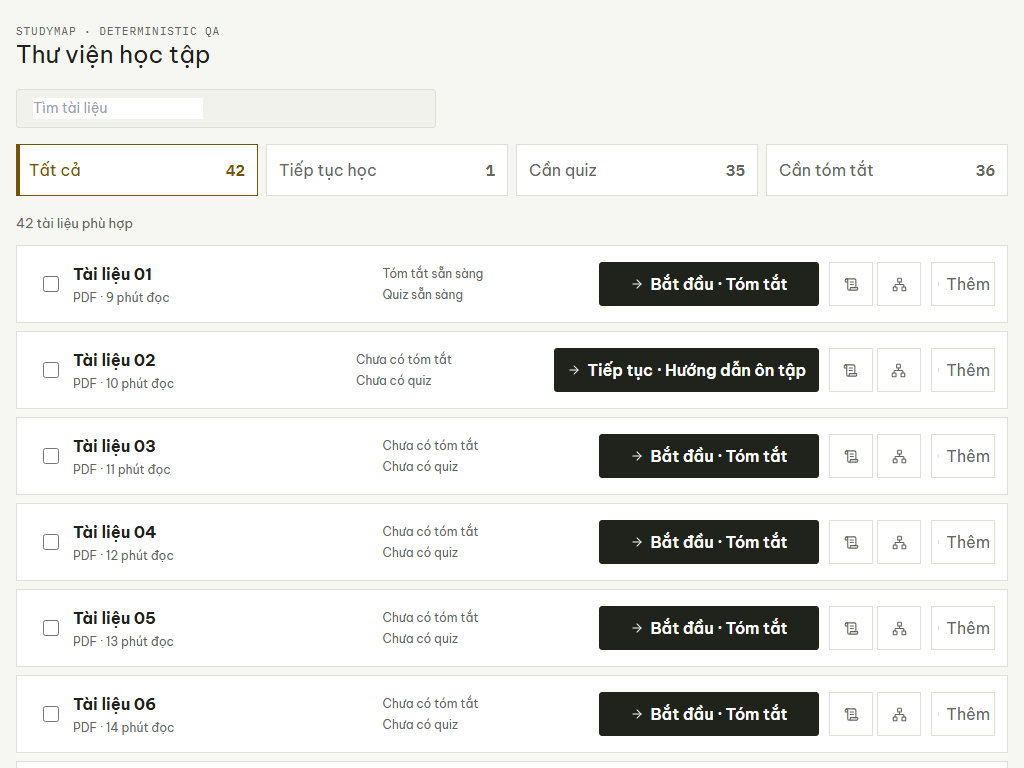 STUDYMAP · DETERMINISTIC QA
Thư viện học tập
Tìm tài liệu
Tất cả 42
Tiếp tục học 1
Cần quiz 35
Cần tóm tắt 36
42 tài liệu phù hợp
Tài liệu 01
PDF · 9 phút đọc
Tóm tắt sẵn sàng
Quiz sẵn sàng
→ Bắt đầu · Tóm tắt
Thêm
Tài liệu 02
PDF · 10 phút đọc
Chưa có tóm tắt
Chưa có quiz
→ Tiếp tục · Hướng dẫn ôn tập
Thêm
Tài liệu 03
PDF · 11 phút đọc
Chưa có tóm tắt
Chưa có quiz
→ Bắt đầu · Tóm tắt
Thêm
Tài liệu 04
PDF · 12 phút đọc
Chưa có tóm tắt
Chưa có quiz
→ Bắt đầu · Tóm tắt
Thêm
Tài liệu 05
PDF · 13 phút đọc
Chưa có tóm tắt
Chưa có quiz
→ Bắt đầu · Tóm tắt
Thêm
Tài liệu 06
PDF · 14 phút đọc
Chưa có tóm tắt
Chưa có quiz
→ Bắt đầu · Tóm tắt
Thêm